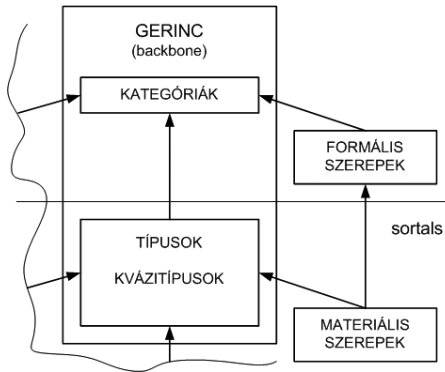 GERINC
(backbone)
KATEGÓRIÁK
FORMÁLIS
SZEREPEK
sortals
TÍPUSOK
KVÁZITÍPUSOK
MATERIÁLIS
SZEREPEK